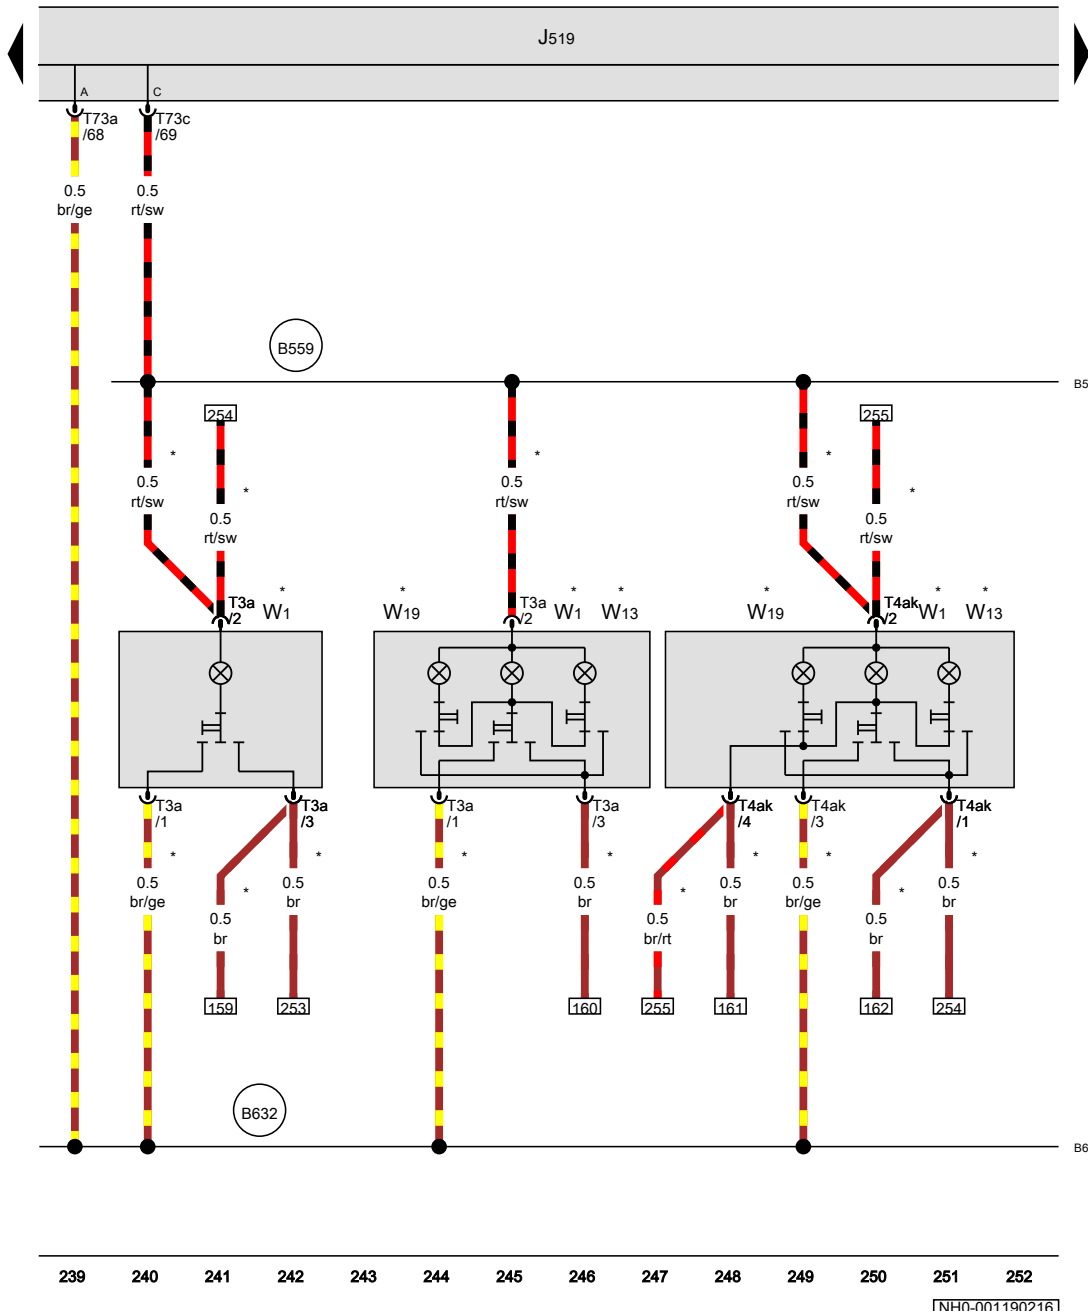 J519
A
C
T73a
/68
T73c
/69
0.5
br/ge
0.5
rt/sw
B559
B5
254
255
*
*
*
*
*
0.5
rt/sw
0.5
rt/sw
0.5
rt/sw
0.5
rt/sw
0.5
rt/sw
*
*
*
*
*
*
*
T3a
/2
W1
W19
T3a
/2
W1
W13
W19
T4ak
/2
W1
W13
T3a
/1
T3a
/3
T3a
/1
T3a
/3
T4ak
/4
T4ak
/3
T4ak
/1
*
*
*
*
*
*
*
0.5
br/ge
0.5
br
0.5
br/ge
0.5
br
0.5
br
0.5
br/ge
0.5
br
*
*
*
0.5
br
0.5
br/rt
0.5
br
159
253
160
255
161
162
254
B632
B6
239 240 241 242 243 244 245 246 247 248 249 250 251 252
NH0-001190216